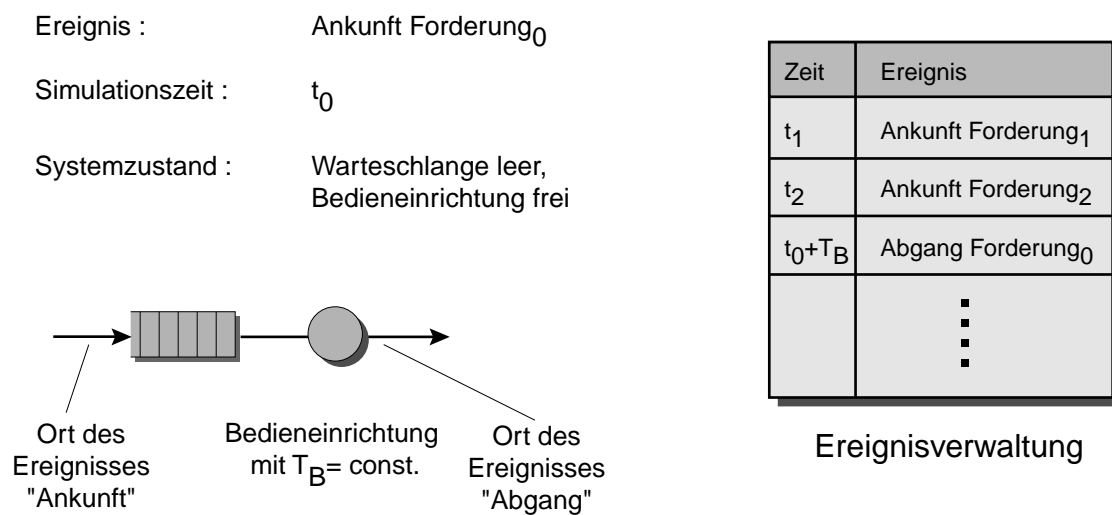 Ereignis : Ankunft Forderung0
Simulationszeit : t0
Systemzustand : Warteschlange leer,
Bedieneinrichtung frei
Ort des
Ereignisses
"Ankunft"
Bedieneinrichtung
mit TB= const.
Ort des
Ereignisses
"Abgang"
Zeit Ereignis
t1 Ankunft Forderung1
t2 Ankunft Forderung2
t0+TB Abgang Forderung0
Ereignisverwaltung